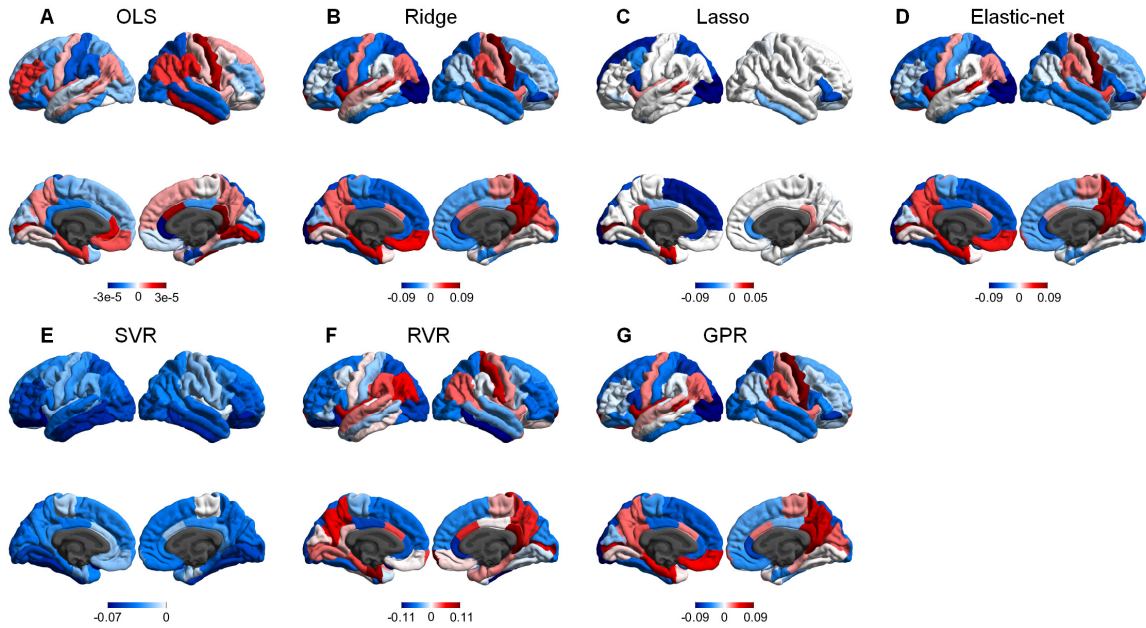 A OLS
B Ridge
C Lasso
D Elastic-net
-3e-5 0 3e-5
-0.09 0 0.09
-0.09 0 0.05
-0.09 0 0.09
E SVR
F RVR
G GPR
-0.07 0
-0.11 0 0.11
-0.09 0 0.09